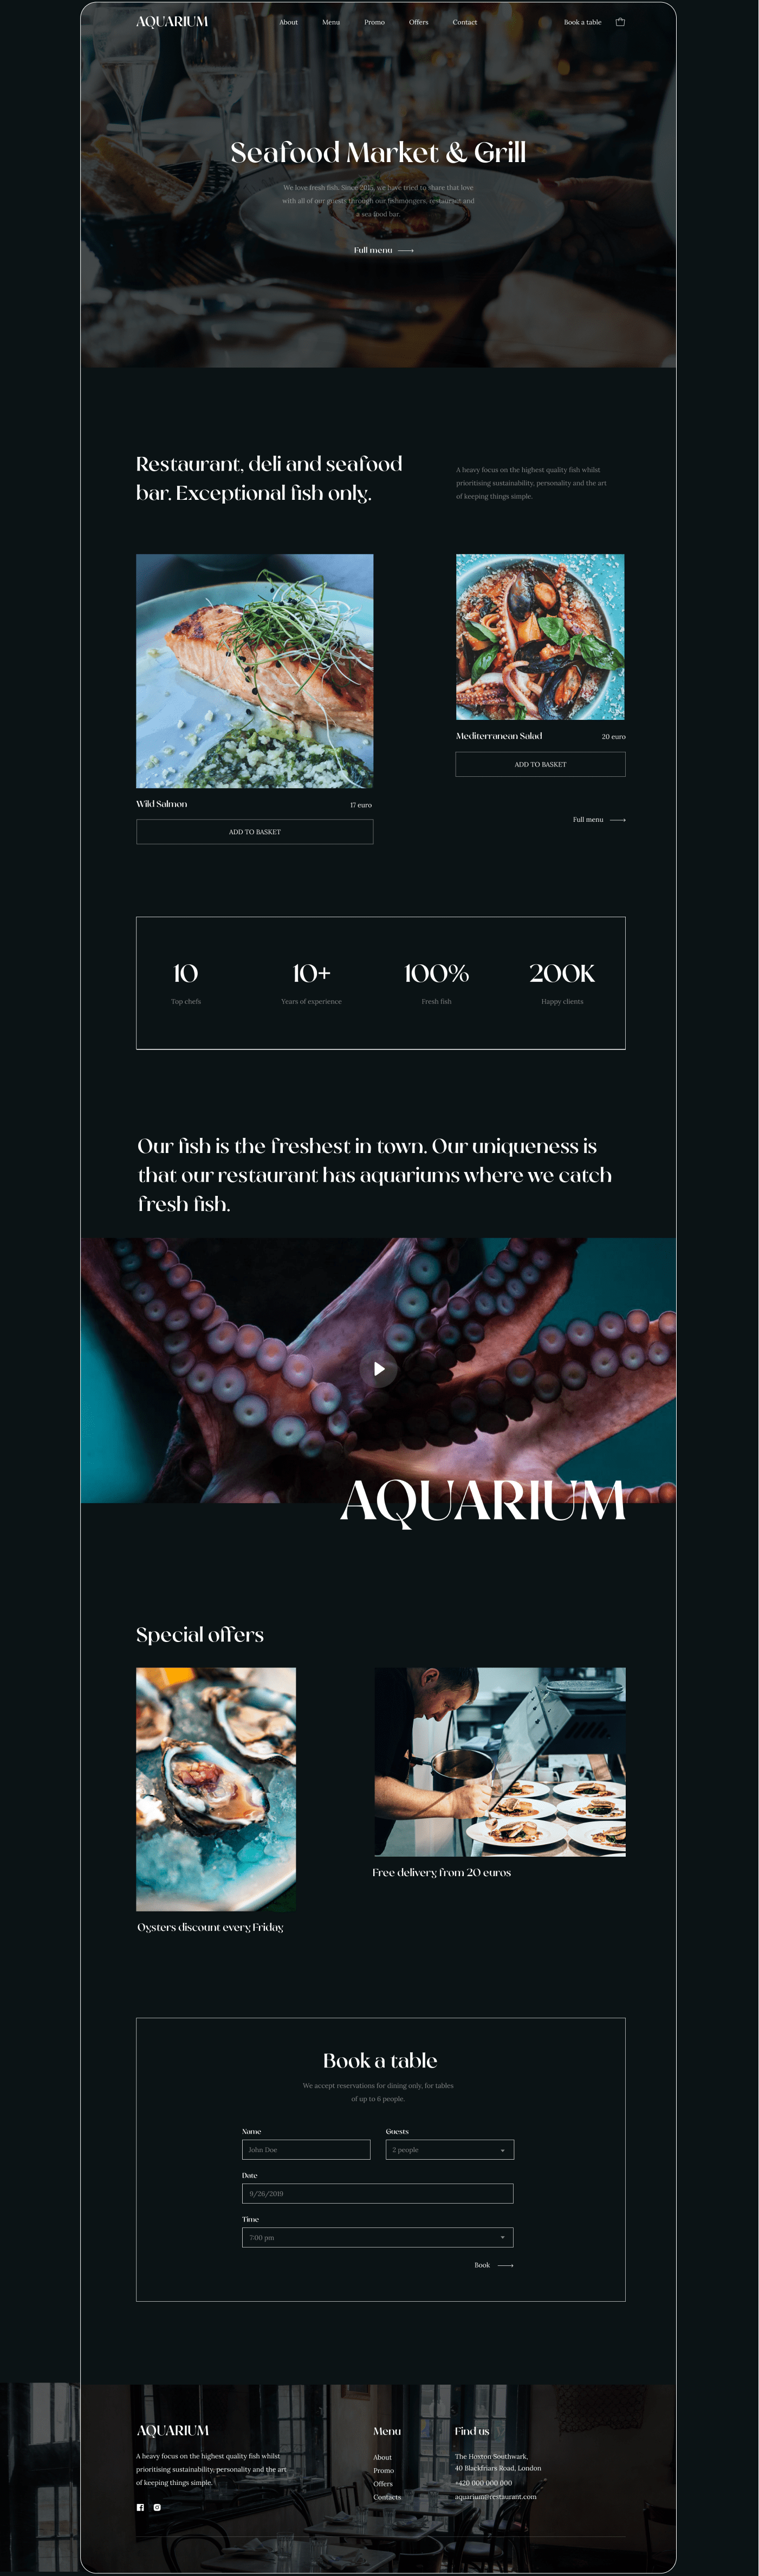 AQUARIUM
About Menu Promo Offers Contact
Book a table
Seafood Market & Grill
We love fresh fish. Since 2015, we have tried to share that love
with all of our guests through our fishmongers, restaurant and
a sea food bar.
Full menu
Restaurant, deli and seafood
bar. Exceptional fish only.
A heavy focus on the highest quality fish whilst
prioritising sustainability, personality and the art
of keeping things simple.
Wild Salmon 17 euro
ADD TO BASKET
Mediterranean Salad 20 euro
ADD TO BASKET
Full menu
10
Top chefs
10+
Years of experience
100%
Fresh fish
200K
Happy clients
Our fish is the freshest in town. Our uniqueness is
that our restaurant has aquariums where we catch
fresh fish.
AQUARIUM
Special offers
Oysters discount every Friday
Free delivery from 20 euros
Book a table
We accept reservations for dining only, for tables
of up to 6 people.
Name
John Doe
Guests
2 people
Date
9/26/2019
Time
7:00 pm
Book
AQUARIUM
A heavy focus on the highest quality fish whilst
prioritising sustainability, personality and the art
of keeping things simple.
Menu
About
Promo
Offers
Contacts
Find us
The Hoxton Southwark,
40 Blackfriars Road, London
+420 000 000 000
aquarium@restaurant.com